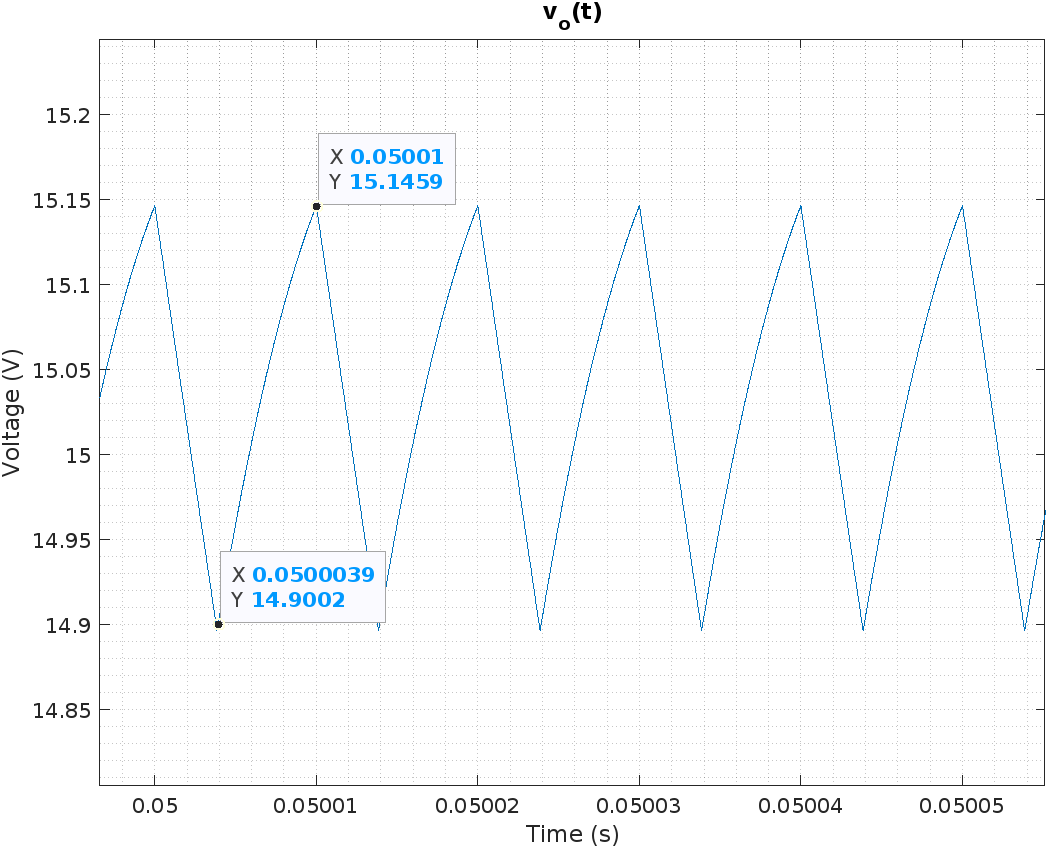 v_o(t)
15.2
15.15
15.1
15.05
15
14.95
14.9
14.85
Voltage (V)
X 0.05001
Y 15.1459
X 0.0500039
Y 14.9002
0.05
0.05001
0.05002
0.05003
0.05004
0.05005
Time (s)